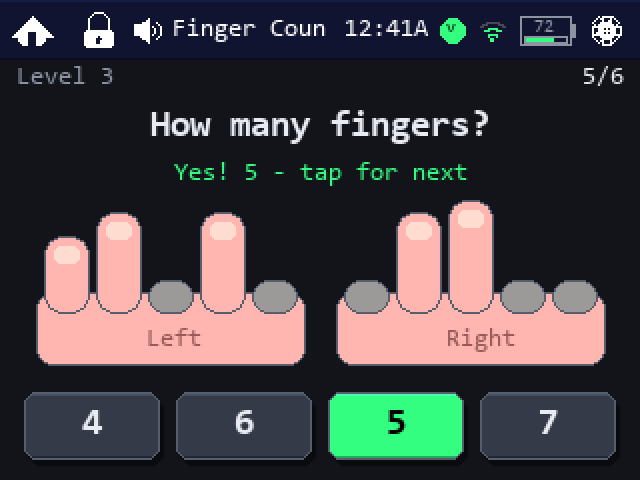 Finger Coun 12:41A 72
Level 3 5/6
How many fingers?
Yes! 5 - tap for next
Left Right
4 6 5 7